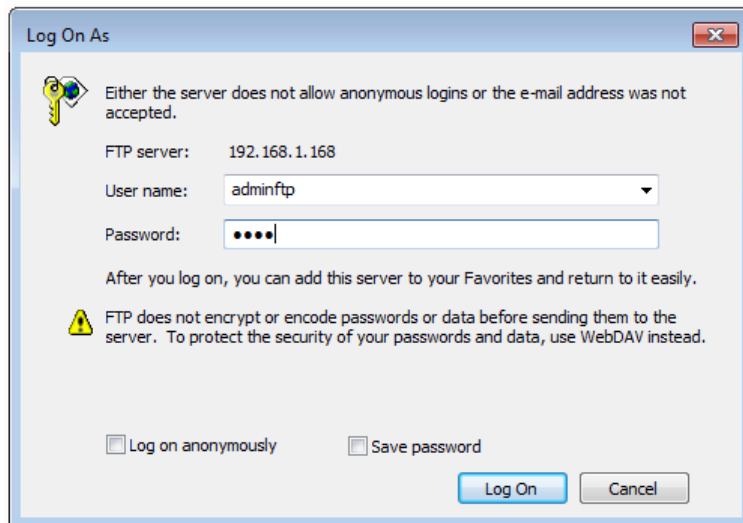 Log On As
Either the server does not allow anonymous logins or the e-mail address was not
accepted.
FTP server: 192.168.1.168
User name: adminftp
Password: ●●●●
After you log on, you can add this server to your Favorites and return to it easily.
FTP does not encrypt or encode passwords or data before sending them to the
server. To protect the security of your passwords and data, use WebDAV instead.
Log on anonymously Save password
Log On Cancel